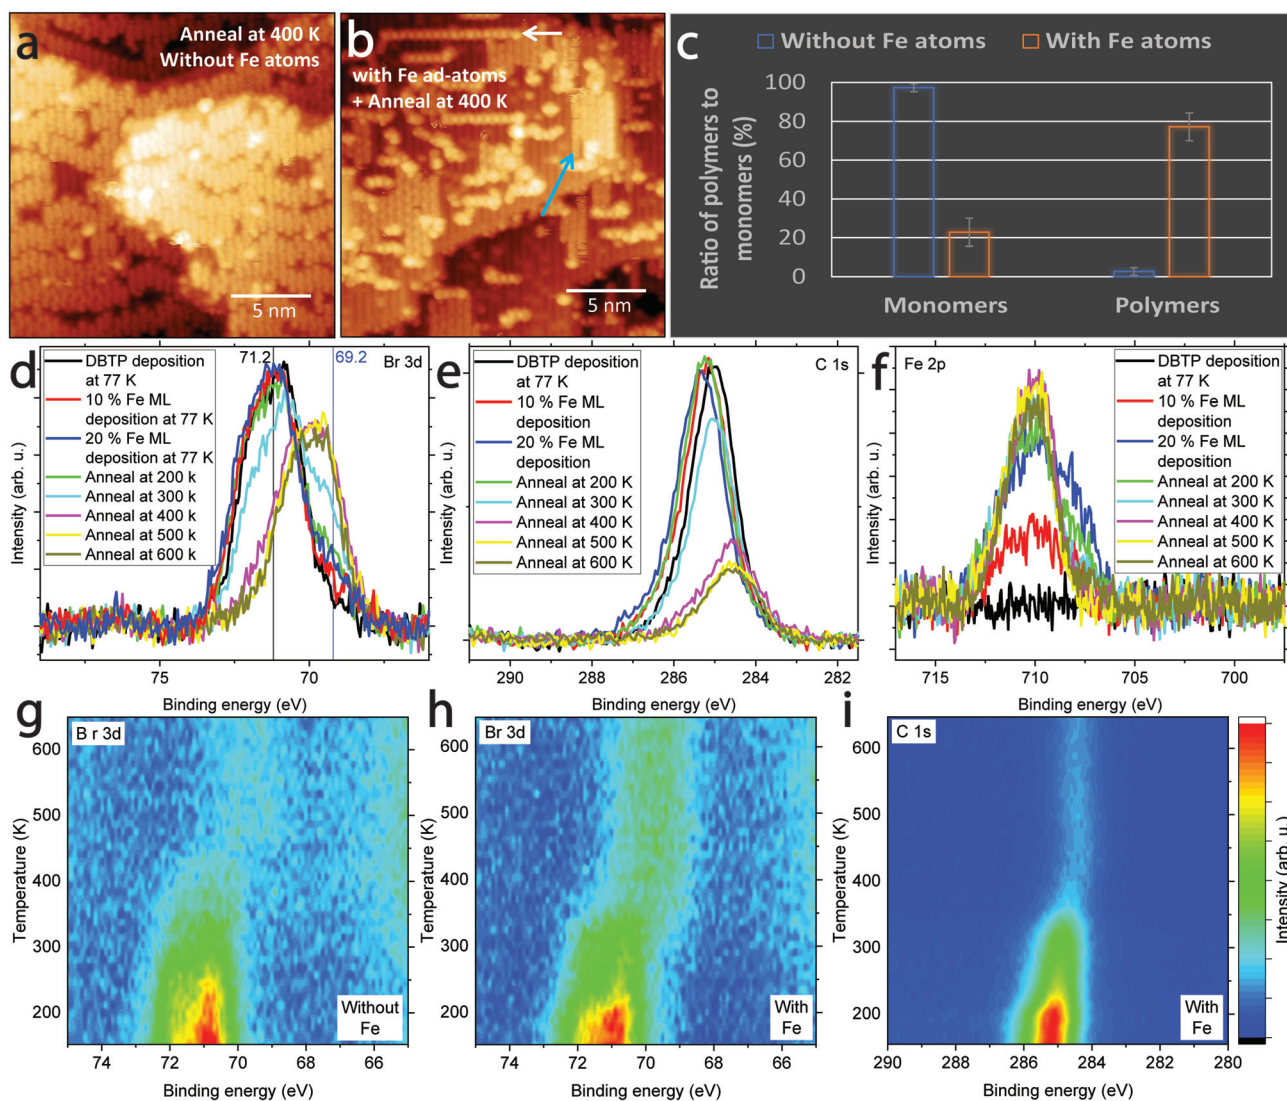 a
Anneal at 400 K
Without Fe atoms
5 nm
b
with Fe ad-atoms
+ Anneal at 400 K
5 nm
c
Without Fe atoms
With Fe atoms
Ratio of polymers to
monomers (%)
100
80
60
40
20
0
Monomers
Polymers
d
DBTP deposition
at 77 K
10 % Fe ML
deposition at 77 K
20 % Fe ML
deposition at 77 K
Anneal at 200 k
Anneal at 300 k
Anneal at 400 k
Anneal at 500 k
Anneal at 600 k
71.2
69.2
Br 3d
Intensity (arb. u.)
75
70
Binding energy (eV)
e
DBTP deposition
at 77 K
10 % Fe ML
deposition
20 % Fe ML
deposition
Anneal at 200 K
Anneal at 300 K
Anneal at 400 K
Anneal at 500 K
Anneal at 600 K
C 1s
Intensity (arb. u.)
290
288
286
284
282
Binding energy (eV)
f
Fe 2p
DBTP deposition
at 77 K
10 % Fe ML
deposition
20 % Fe ML
deposition
Anneal at 200 K
Anneal at 300 K
Anneal at 400 K
Anneal at 500 K
Anneal at 600 K
Intensity (arb. u.)
715
710
705
700
Binding energy (eV)
g
B r 3d
Temperature (K)
600
500
400
300
200
Without
Fe
74
72
70
68
66
Binding energy (eV)
h
Br 3d
Temperature (K)
600
500
400
300
200
With
Fe
74
72
70
68
66
Binding energy (eV)
i
C 1s
Temperature (K)
600
500
400
300
200
With
Fe
290
288
286
284
282
280
Binding energy (eV)
Intensity (arb. u.)